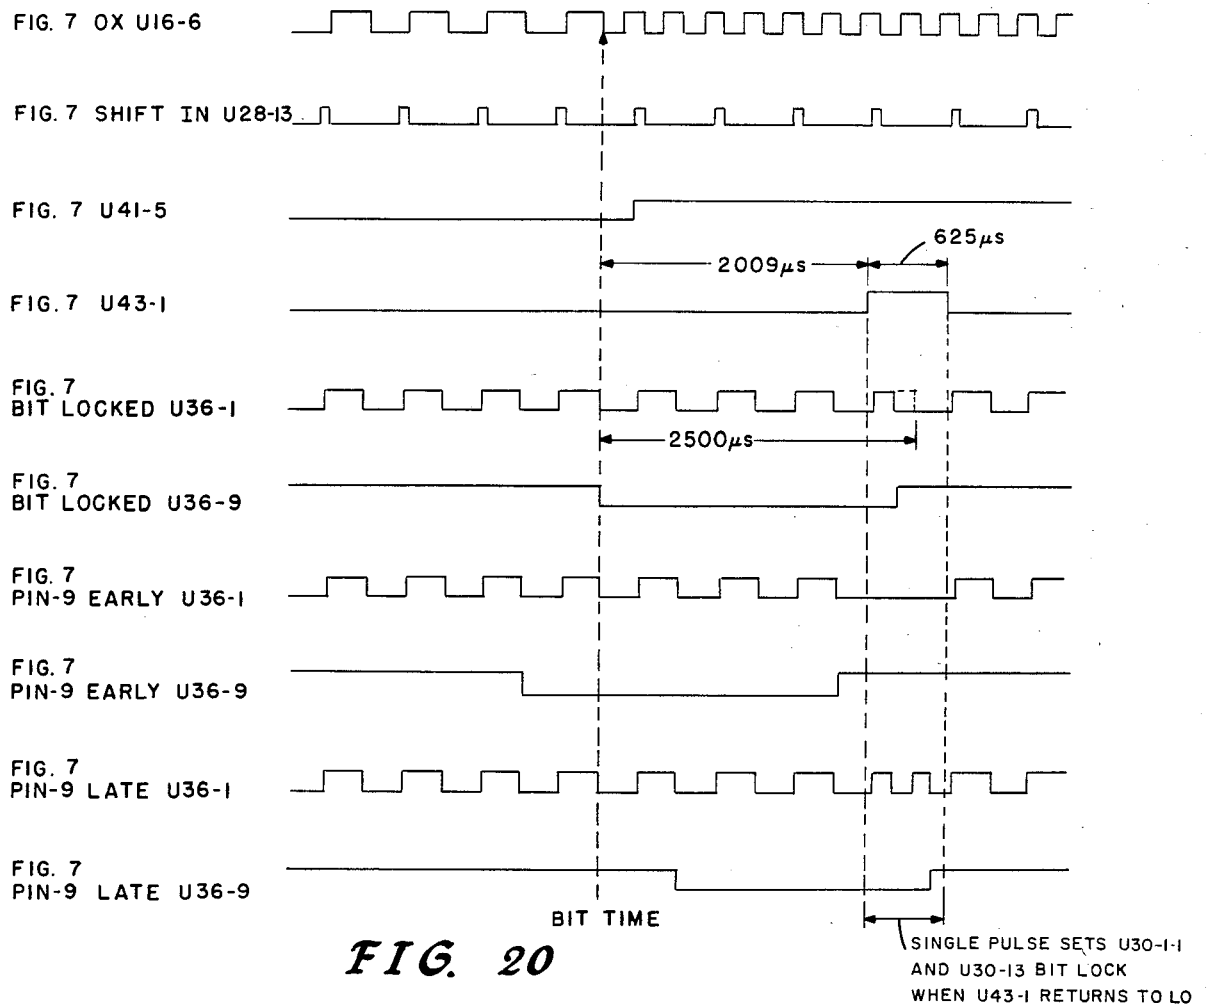 FIG. 7 OX U16-6
FIG. 7 SHIFT IN U28-13
FIG. 7 U41-5
625μs
2009μs
FIG. 7 U43-1
FIG. 7
BIT LOCKED U36-1
2500μs
FIG. 7
BIT LOCKED U36-9
FIG. 7
PIN-9 EARLY U36-1
FIG. 7
PIN-9 EARLY U36-9
FIG. 7
PIN-9 LATE U36-1
FIG. 7
PIN-9 LATE U36-9
BIT TIME
FIG. 20
SINGLE PULSE SETS U30-1-1
AND U30-13 BIT LOCK
WHEN U43-1 RETURNS TO LO